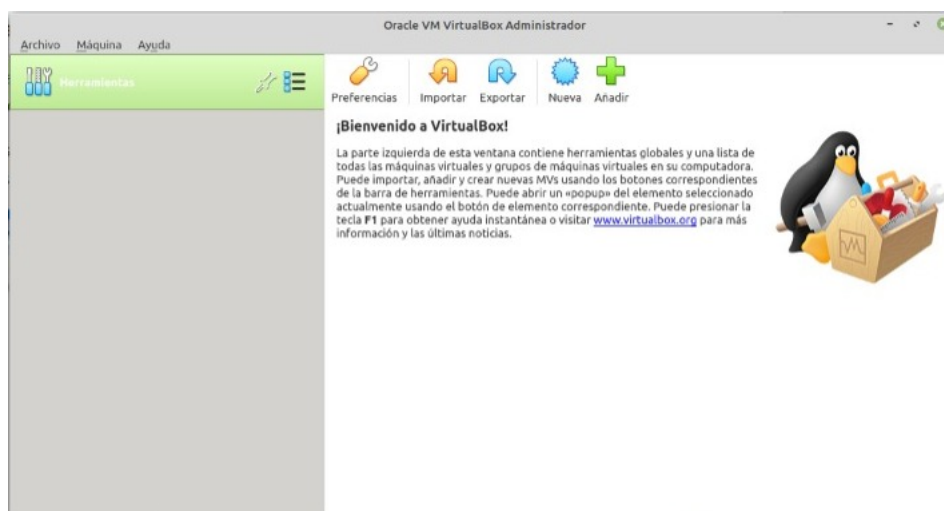 Oracle VM VirtualBox Administrador
Archivo Máquina Ayuda
Herramientas
Preferencias Importar Exportar Nueva Añadir
¡Bienvenido a VirtualBox!
La parte izquierda de esta ventana contiene herramientas globales y una lista de
todas las máquinas virtuales y grupos de máquinas virtuales en su computadora.
Puede importar, añadir y crear nuevas MVs usando los botones correspondientes
de la barra de herramientas. Puede abrir un «popup» del elemento seleccionado
actualmente usando el botón de elemento correspondiente. Puede presionar la
tecla F1 para obtener ayuda instantánea o visitar www.virtualbox.org para más
información y las últimas noticias.